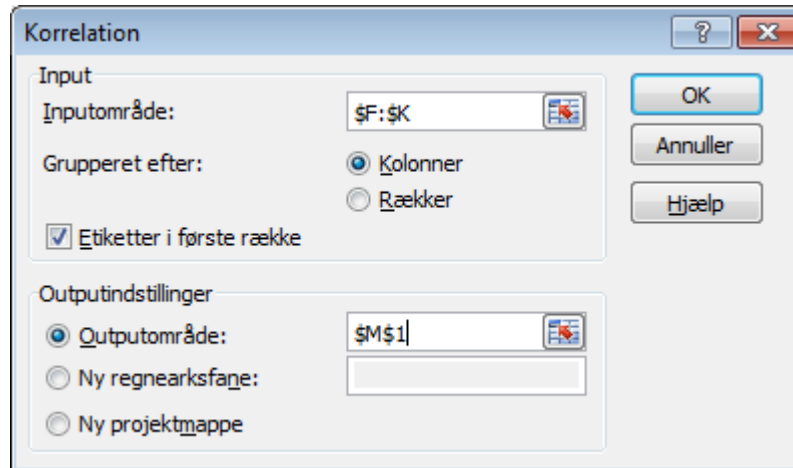 Korrelation
Input
Inputområde:
$F:$K
Grupperet efter:
Kolonner
Rækker
Etiketter i første række
Outputindstillinger
Outputområde:
$M$1
Ny regnearksfane:
Ny projektmappe
OK
Annuller
Hjælp